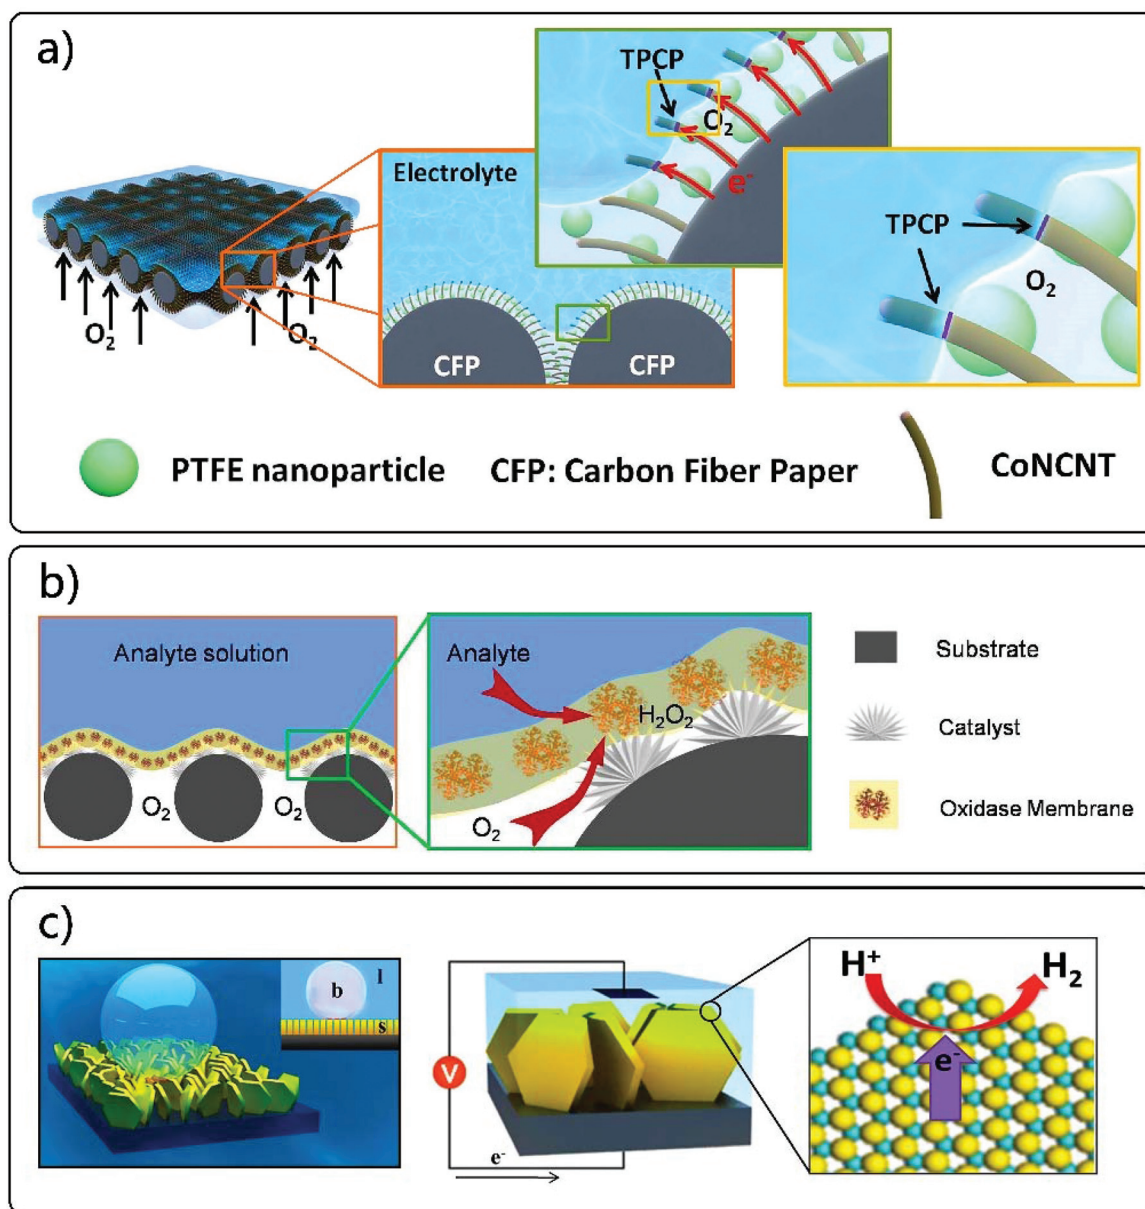 a)
TPCP
O2
e-
Electrolyte
CFP
CFP
TPCP
O2
O2
O2
PTFE nanoparticle
CFP: Carbon Fiber Paper
CoNCNT
b)
Analyte solution
O2
O2
Analyte
H2O2
O2
Substrate
Catalyst
Oxidase Membrane
c)
l
b
s
V
e-
H+
H2
e-